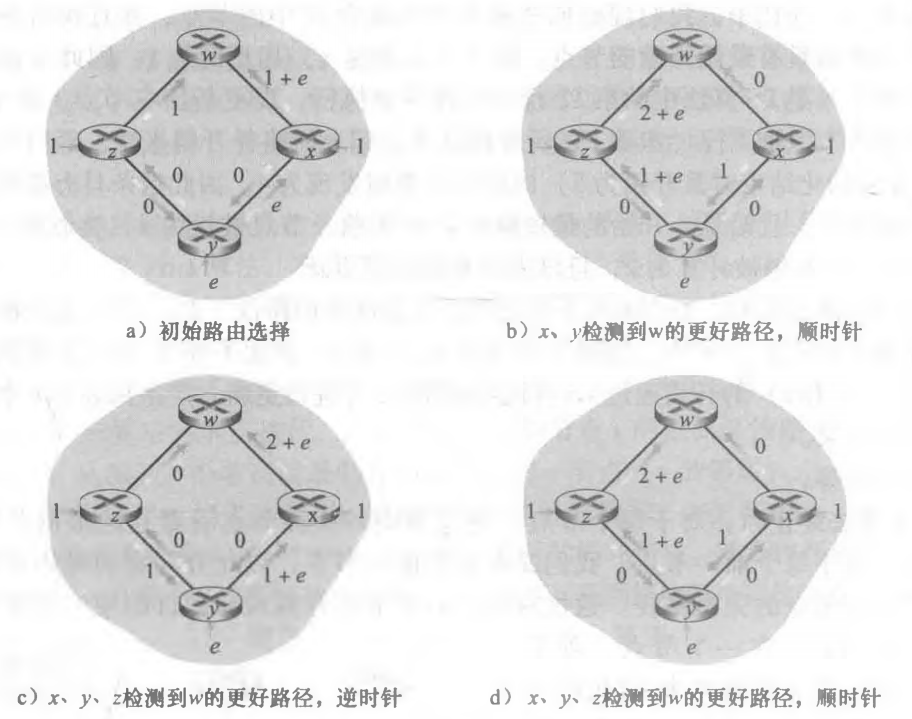 w
1 + e
1
1 z x 1
0 0
0 e
y
e
a) 初始路由选择
w
0
2 + e
1 z x 1
1 + e 1
0 0
y
e
b) x、y检测到w的更好路径，顺时针
w
2 + e
0
1 z x 1
0 0
1 1 + e
y
e
c) x、y、z检测到w的更好路径，逆时针
w
0
2 + e
1 z x 1
1 + e 1
0 0
y
e
d) x、y、z检测到w的更好路径，顺时针